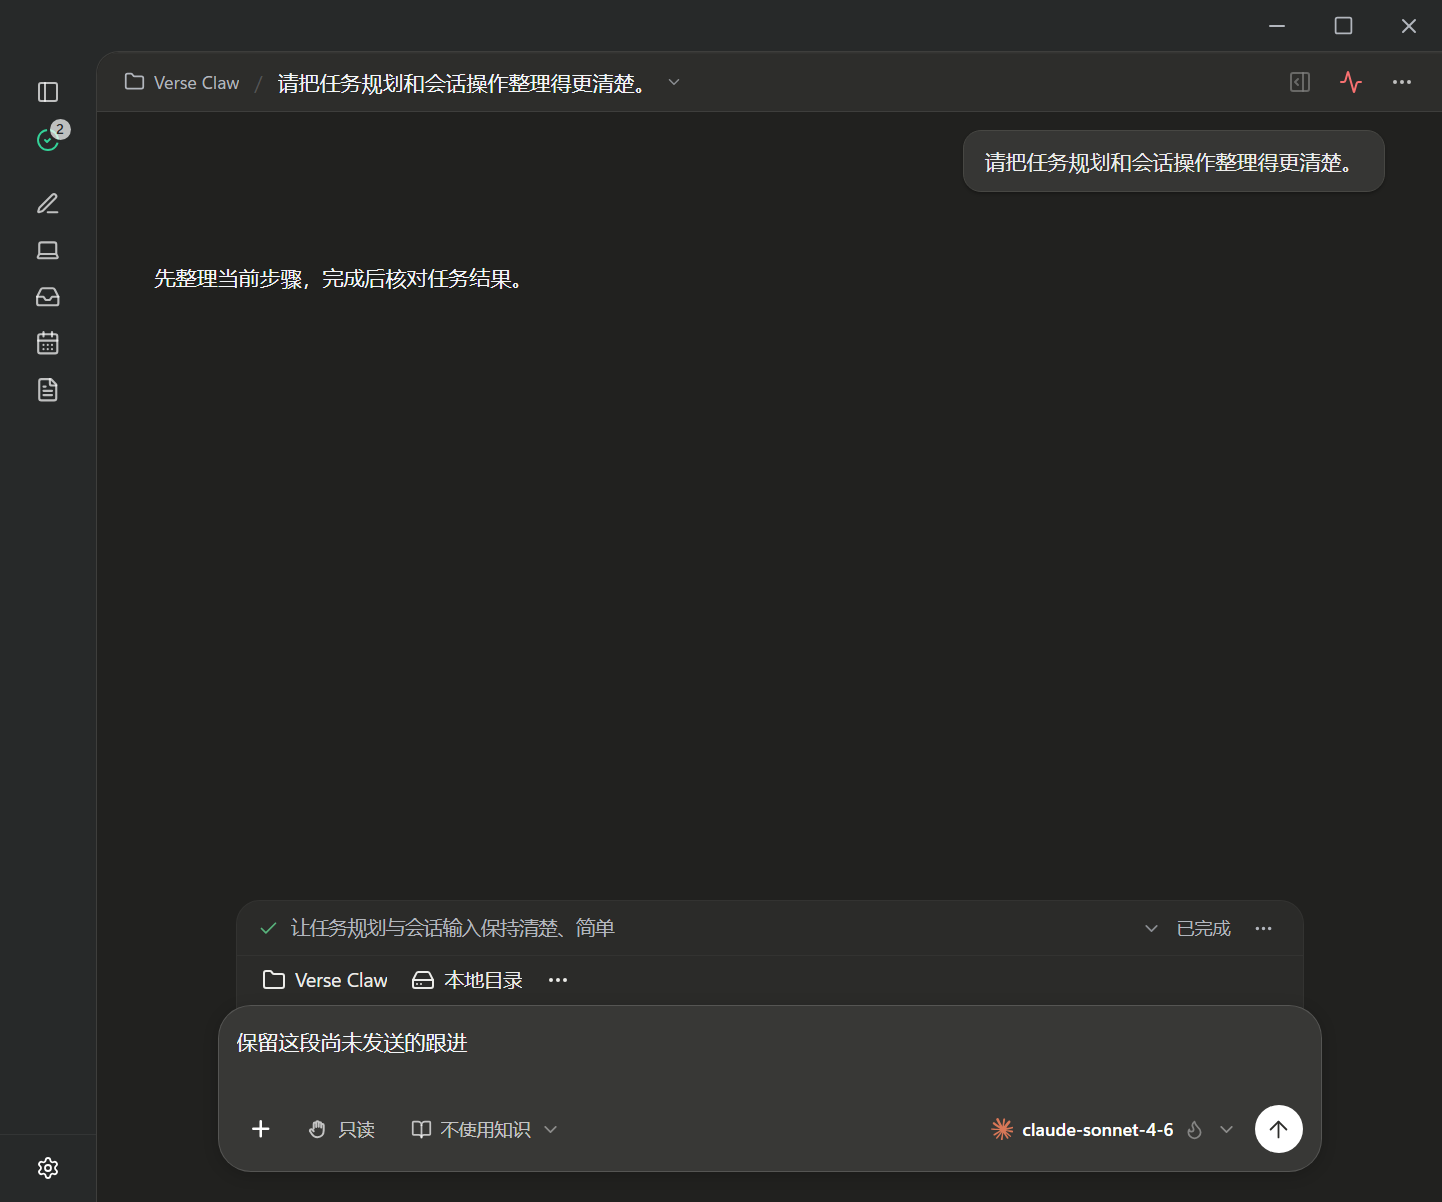 Verse Claw / 请把任务规划和会话操作整理得更清楚。
2
请把任务规划和会话操作整理得更清楚。
先整理当前步骤，完成后核对任务结果。
让任务规划与会话输入保持清楚、简单 已完成
Verse Claw 本地目录
保留这段尚未发送的跟进
只读 不使用知识 claude-sonnet-4-6